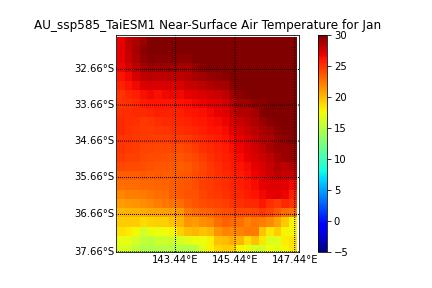 AU_ssp585_TaiESM1 Near-Surface Air Temperature for Jan
32.66°S
33.66°S
34.66°S
35.66°S
36.66°S
37.66°S
143.44°E 145.44°E 147.44°E
30
25
20
15
10
5
0
−5